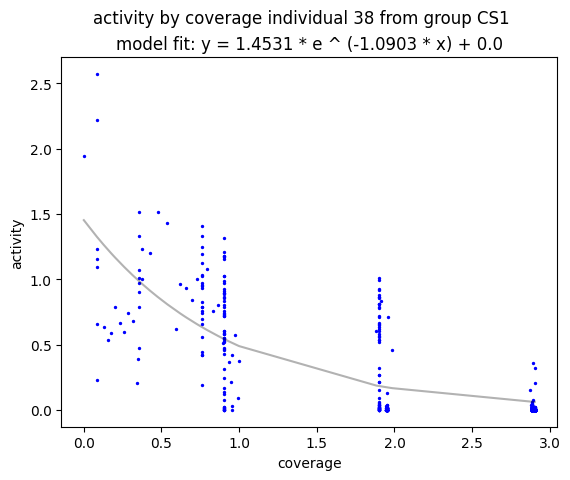 activity by coverage individual 38 from group CS1
model fit: y = 1.4531 * e ^ (-1.0903 * x) + 0.0
2.5
2.0
1.5
1.0
0.5
0.0
activity
0.0 0.5 1.0 1.5 2.0 2.5 3.0
coverage